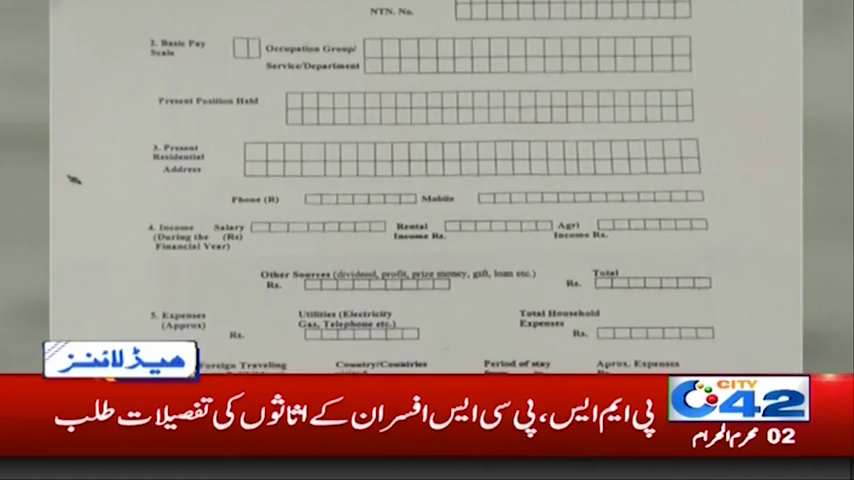 NTN. No.
2. Basic Pay Scale
Occupation Group/
Service/Department
Present Position Held
3. Present
Residential
Address
Phone (R)
Mobile
4. Income Salary
(During the (Rs)
Financial Year)
Rental
Income Rs.
Agri
Income Rs.
Other Sources (dividend, profit, prize money, gift, loan etc.)
Rs.
Total
Rs.
5. Expenses
(Approx)
Rs.
Utilities (Electricity
Gas, Telephone etc.)
Total Household
Expenses
Rs.
Foreign Traveling
Country/Countries
Period of stay
Aprox. Expenses
ہیڈلائنز
پی ایم ایس، پی سی ایس افسران کے اثاثوں کی تفصیلات طلب
CITY
42
02 محرم الحرام